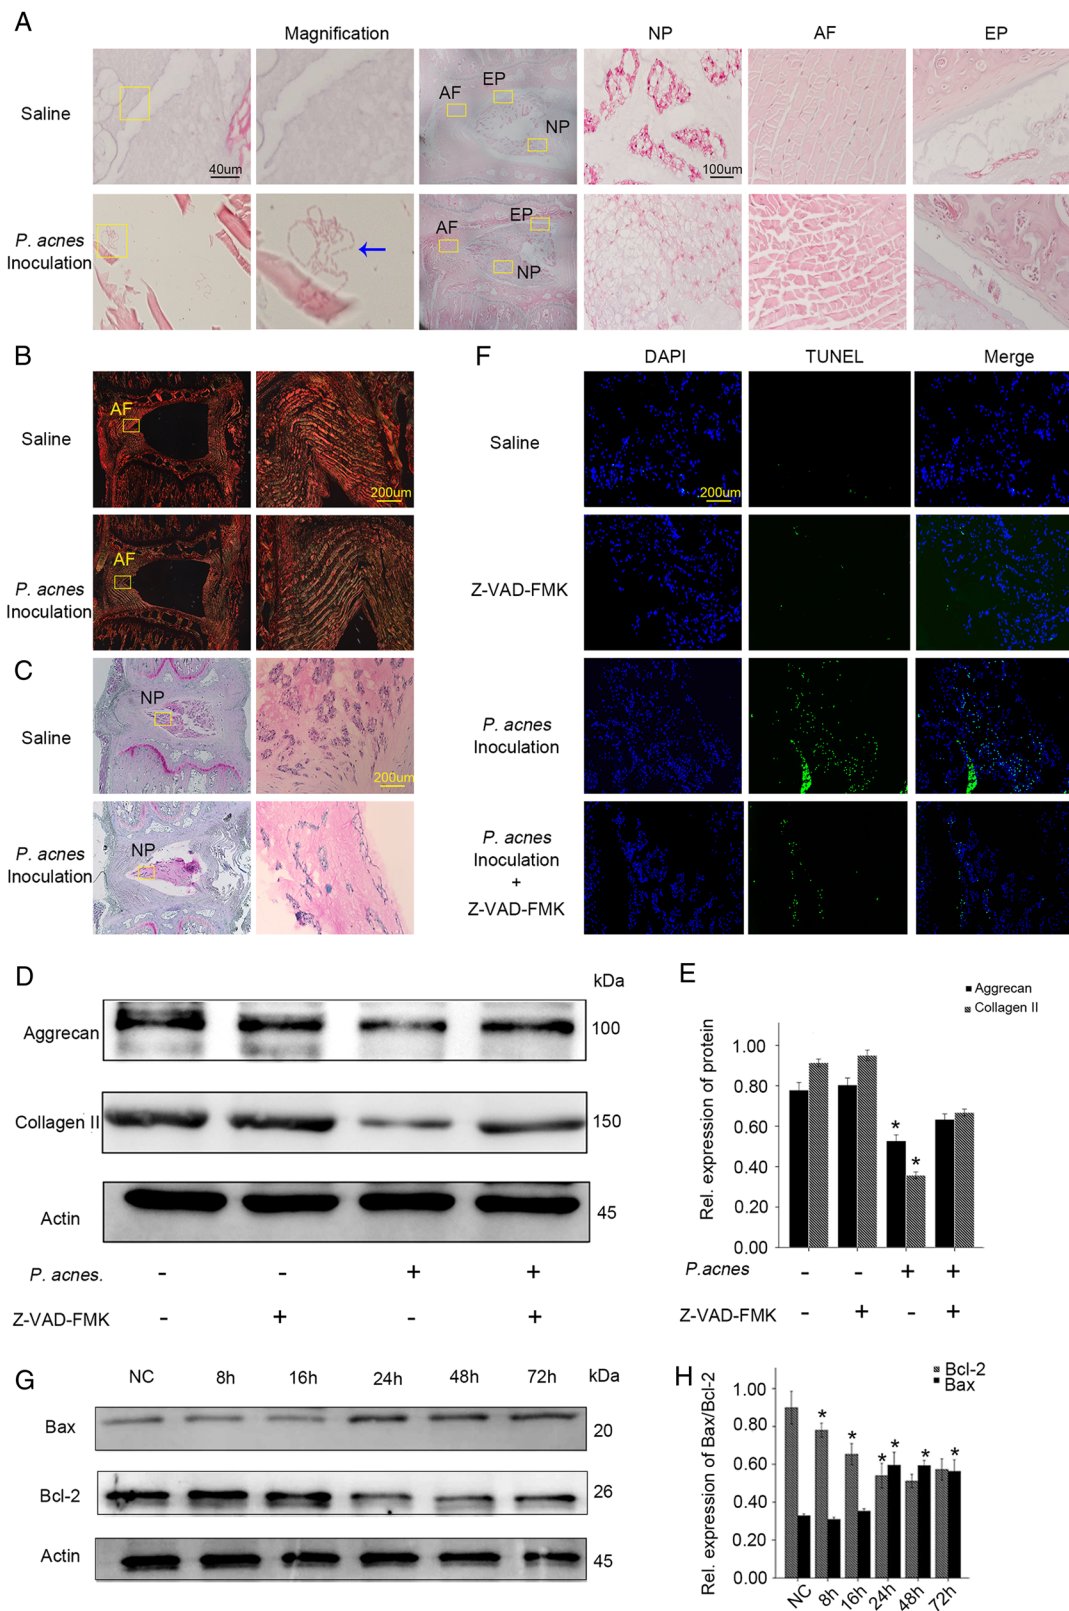 A
Magnification NP AF EP
Saline
AF EP NP
40um 100um
P. acnes
Inoculation
AF EP NP
B
Saline
AF
200um
P. acnes
Inoculation
AF
C
Saline
NP
200um
P. acnes
Inoculation
NP
F
DAPI TUNEL Merge
Saline
200um
Z-VAD-FMK
P. acnes
Inoculation
P. acnes
Inoculation
+
Z-VAD-FMK
D
kDa
Aggrecan 100
Collagen II 150
Actin 45
P. acnes. - - + +
Z-VAD-FMK - + - +
E
Aggrecan
Collagen II
Rel. expression of protein
1.00
0.80
0.60
0.40
0.20
0.00
* *
P.acnes - - + +
Z-VAD-FMK - + - +
G
NC 8h 16h 24h 48h 72h kDa
Bax 20
Bcl-2 26
Actin 45
H
Bcl-2
Bax
Rel. expression of Bax/Bcl-2
1.00
0.80
0.60
0.40
0.20
0.00
* * * * * *
NC 8h 16h 24h 48h 72h